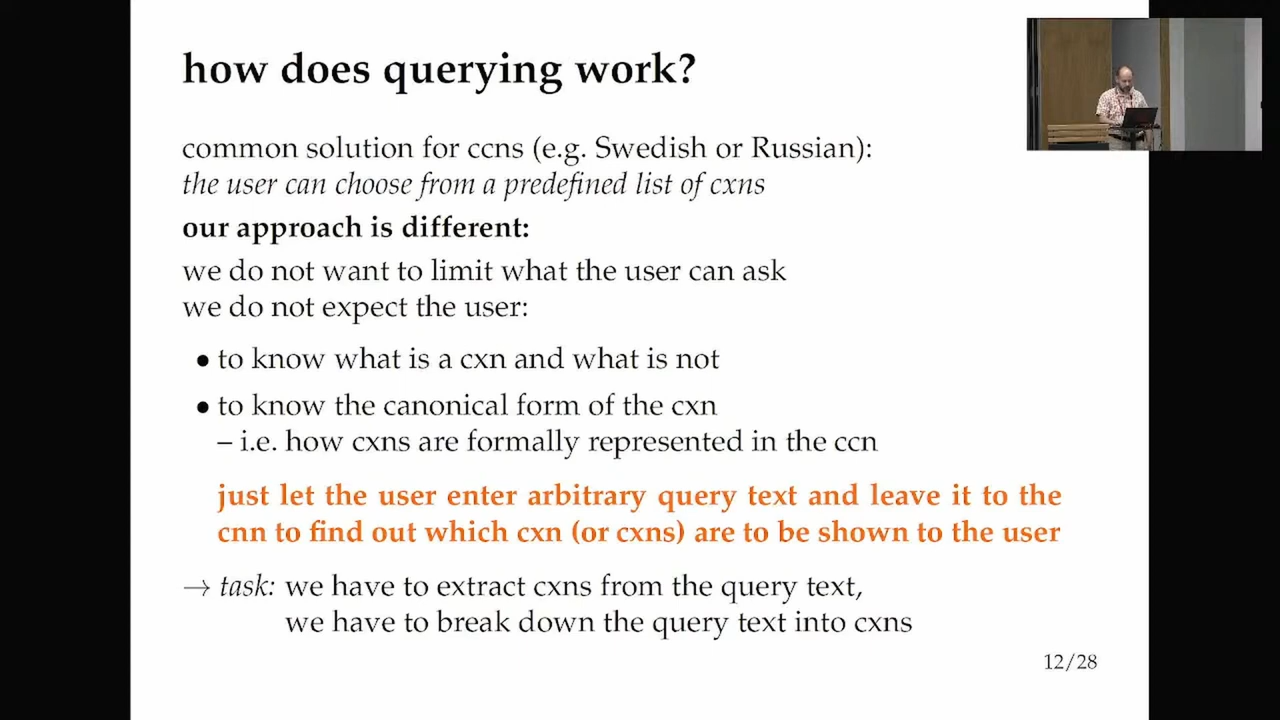 how does querying work?
common solution for ccns (e.g. Swedish or Russian):
the user can choose from a predefined list of cxns
our approach is different:
we do not want to limit what the user can ask
we do not expect the user:
• to know what is a cxn and what is not
• to know the canonical form of the cxn
– i.e. how cxns are formally represented in the ccn
just let the user enter arbitrary query text and leave it to the
cnn to find out which cxn (or cxns) are to be shown to the user
→ task: we have to extract cxns from the query text,
we have to break down the query text into cxns
12/28